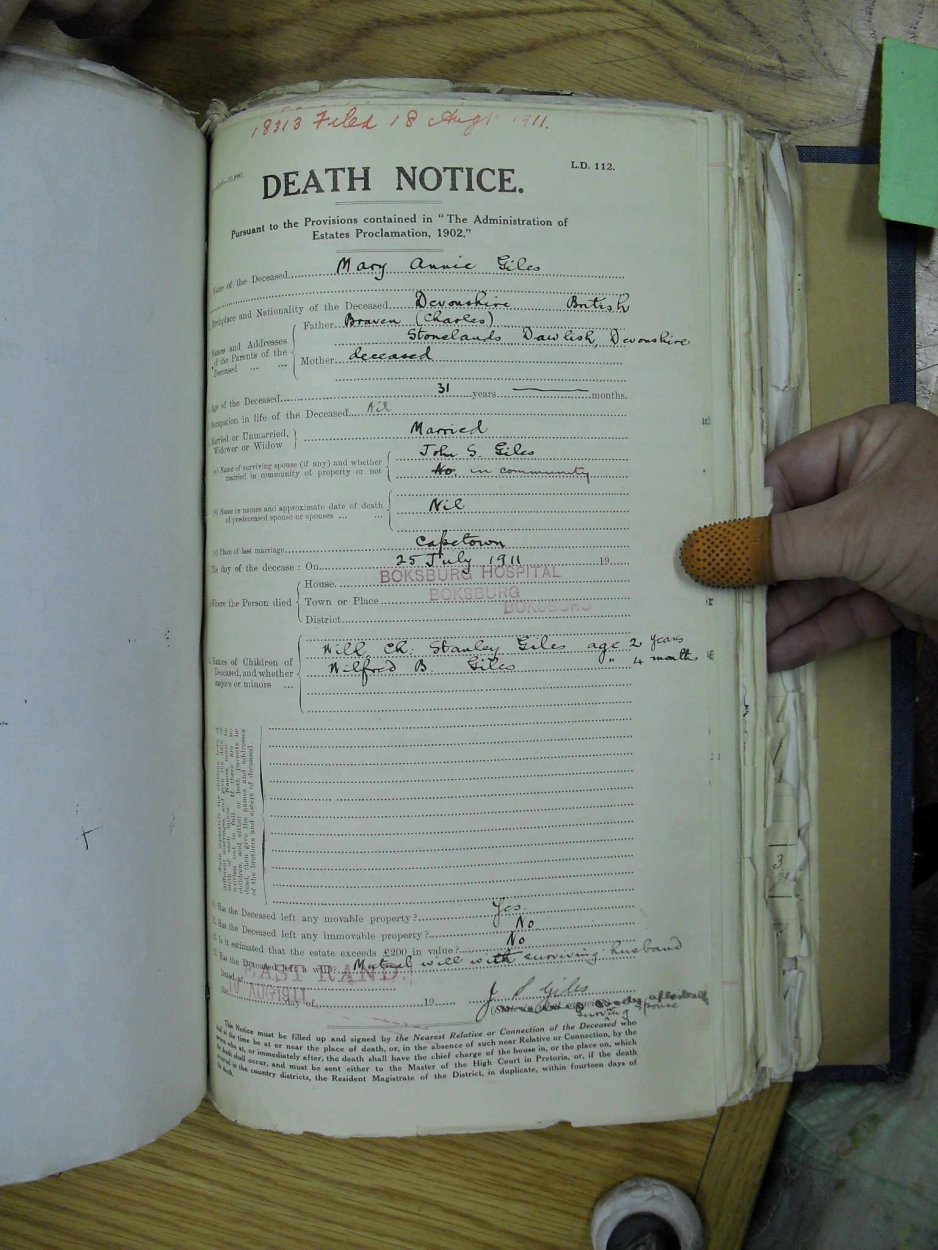 18313 Filed 18 Augt 1911.
L.D. 112.
DEATH NOTICE.
Pursuant to the Provisions contained in "The Administration of
Estates Proclamation, 1902."
Name of the Deceased Mary Annie Giles
Birthplace and Nationality of the Deceased Devonshire British
Names and Addresses of the Parents of the Deceased
Father Braven (Charles)
Stonelands Dawlish, Devonshire
Mother deceased
Age of the Deceased 31 years months.
Occupation in life of the Deceased Nil
Married or Unmarried, Widower or Widow Married
(a) Name of surviving spouse (if any) and whether married in community of property or not John S. Giles
No. in community
(b) Name or names and approximate date of death of predeceased spouse or spouses Nil
(c) Place of last marriage Capetown
The day of the decease : On 25 July 1911 19
Where the Person died
House. BOKSBURG HOSPITAL
Town or Place BOKSBURG
District BOKSBURG
Names of Children of Deceased, and whether majors or minors
Will. Ch. Stanley Giles age 2 years
Wilfred B Giles " 4 months
Has the Deceased left any movable property? Yes.
Has the Deceased left any immovable property? No
Is it estimated that the estate exceeds £200 in value? No
Has the Deceased left a will? Mutual will with surviving husband
Dated at EAST RAND.
10 AUG 1911 day of 19
J S Giles
surviving spouse
The Notice must be filled up and signed by the Nearest Relative or Connection of the Deceased who
shall at the time be at or near the place of death, or, in the absence of such near Relative or Connection, by the
person who at, or immediately after, the death shall have the chief charge of the house in, or the place on, which
the death shall occur, and must be sent either to the Master of the High Court in Pretoria, or, if the death
occurred in the country districts, the Resident Magistrate of the District, in duplicate, within fourteen days of
the death.